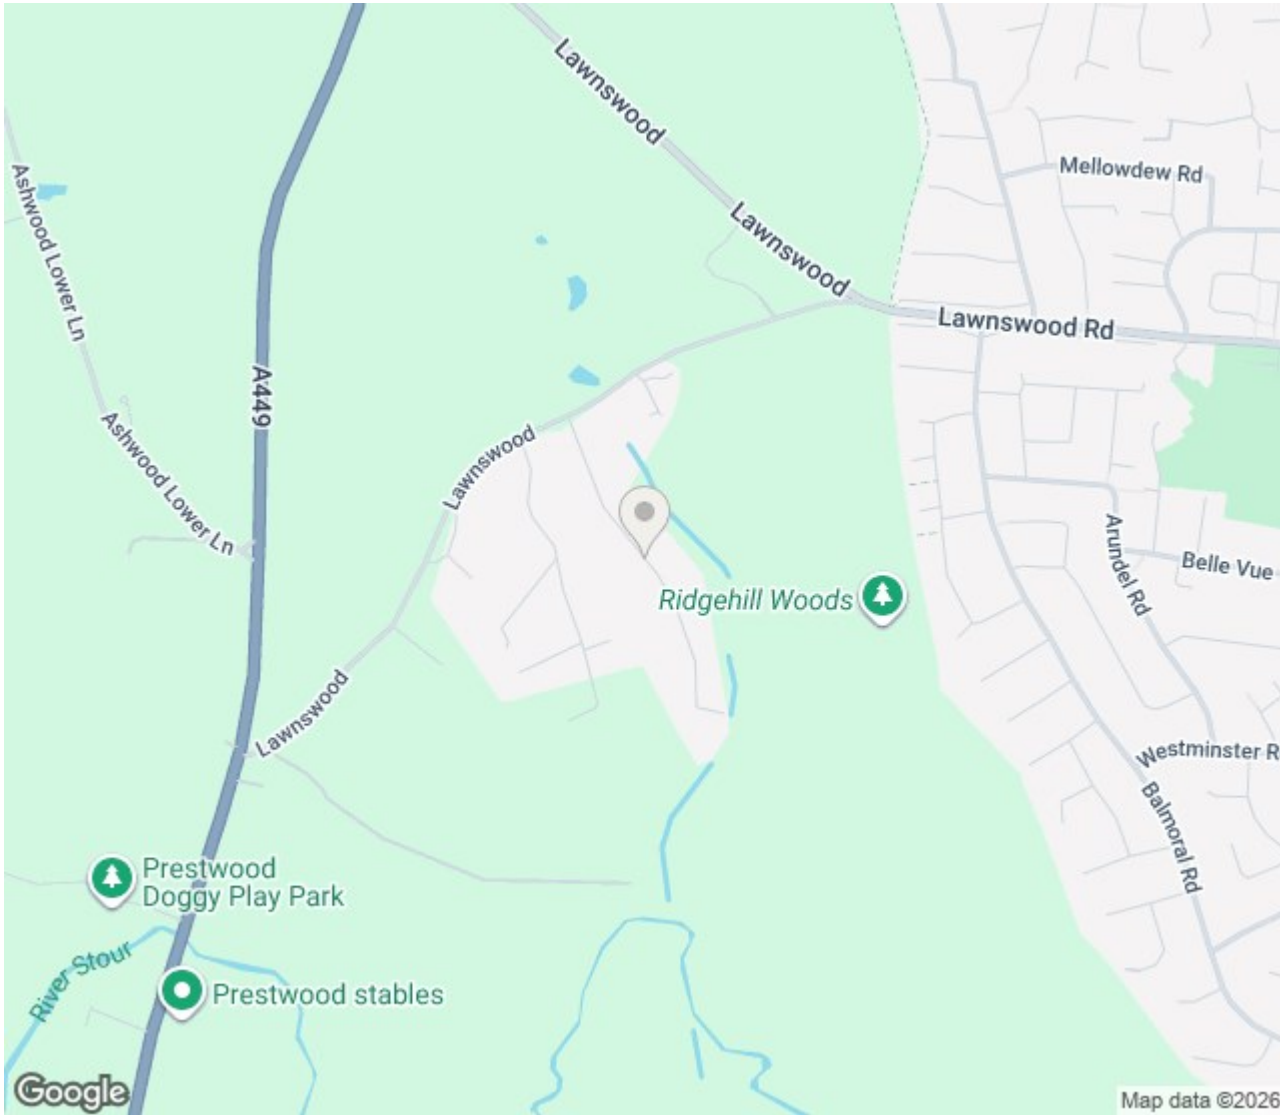 Lawnswood
Mellowdew Rd
Ashwood Lower Ln
Lawnswood
Lawnswood Rd
A449
Ashwood Lower Ln
Lawnswood
Arundel Rd
Belle Vue
Ridgehill Woods
Lawnswood
Westminster R
Balmoral Rd
Prestwood
Doggy Play Park
River Stour
Prestwood stables
Google
Map data ©2026